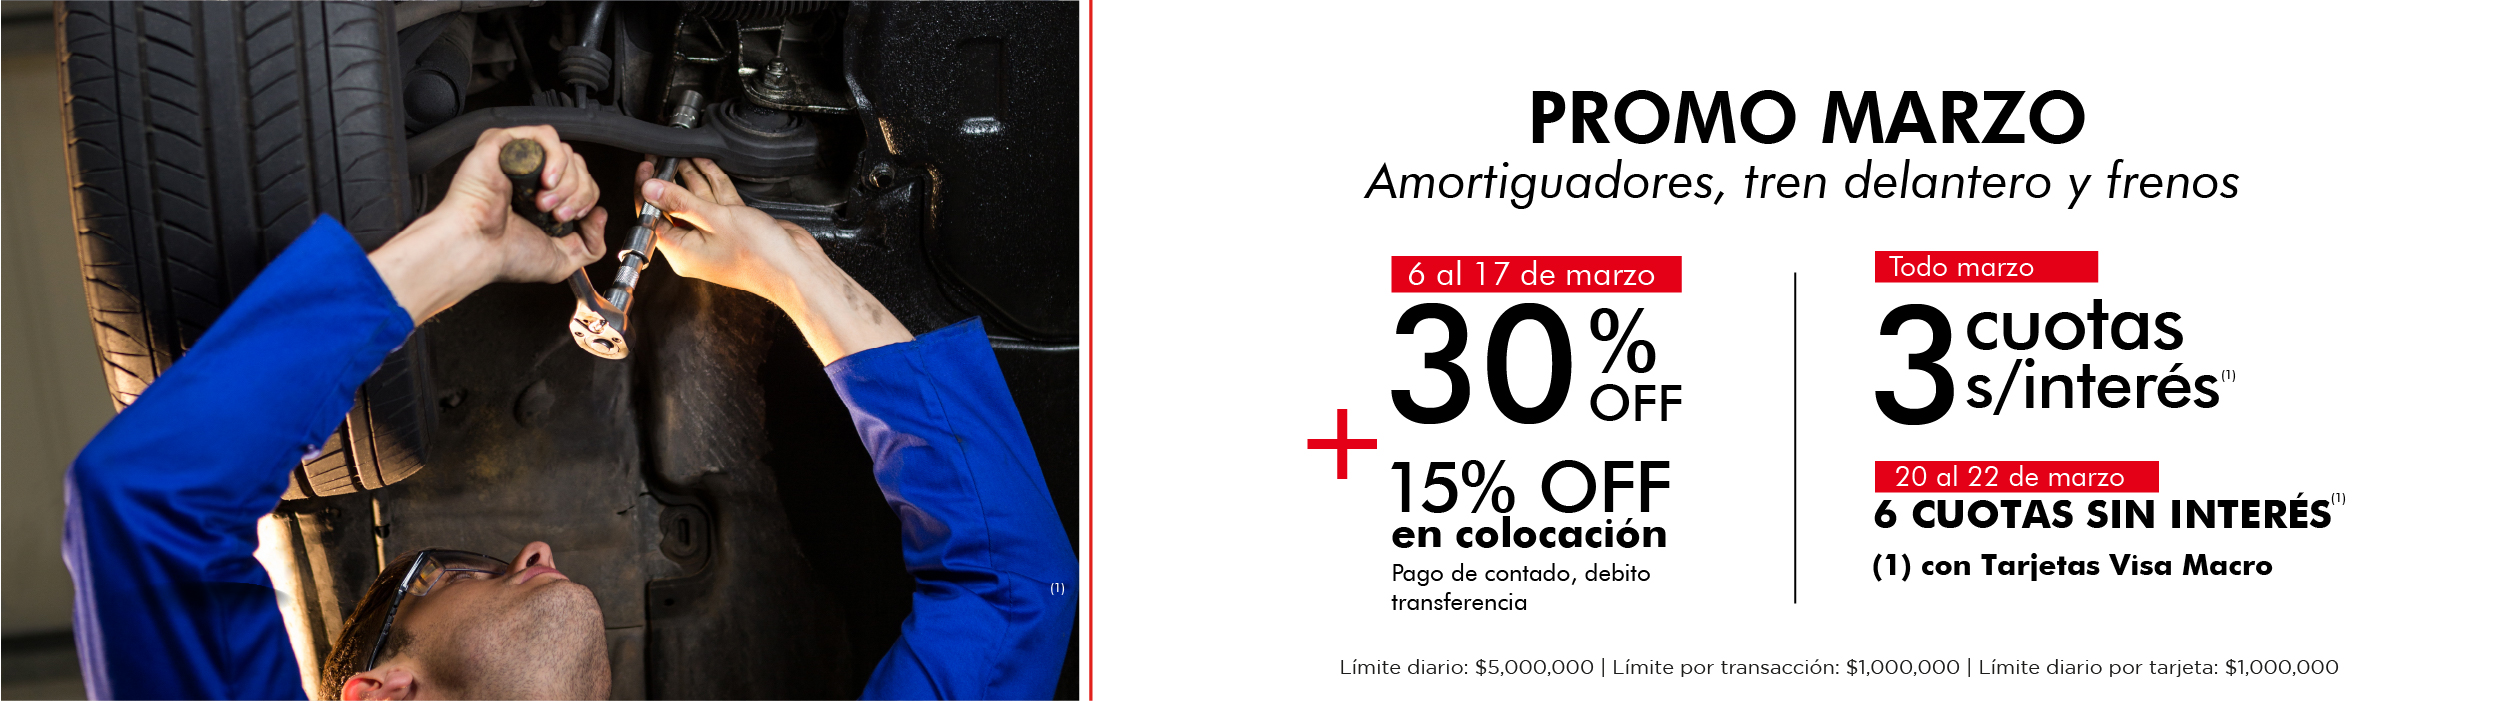 PROMO MARZO
Amortiguadores, tren delantero y frenos
6 al 17 de marzo
30% OFF
+
15% OFF
en colocación
Pago de contado, debito
transferencia
Todo marzo
3 cuotas
s/interés(1)
20 al 22 de marzo
6 CUOTAS SIN INTERÉS(1)
(1) con Tarjetas Visa Macro
(1)
Límite diario: $5,000,000 | Límite por transacción: $1,000,000 | Límite diario por tarjeta: $1,000,000